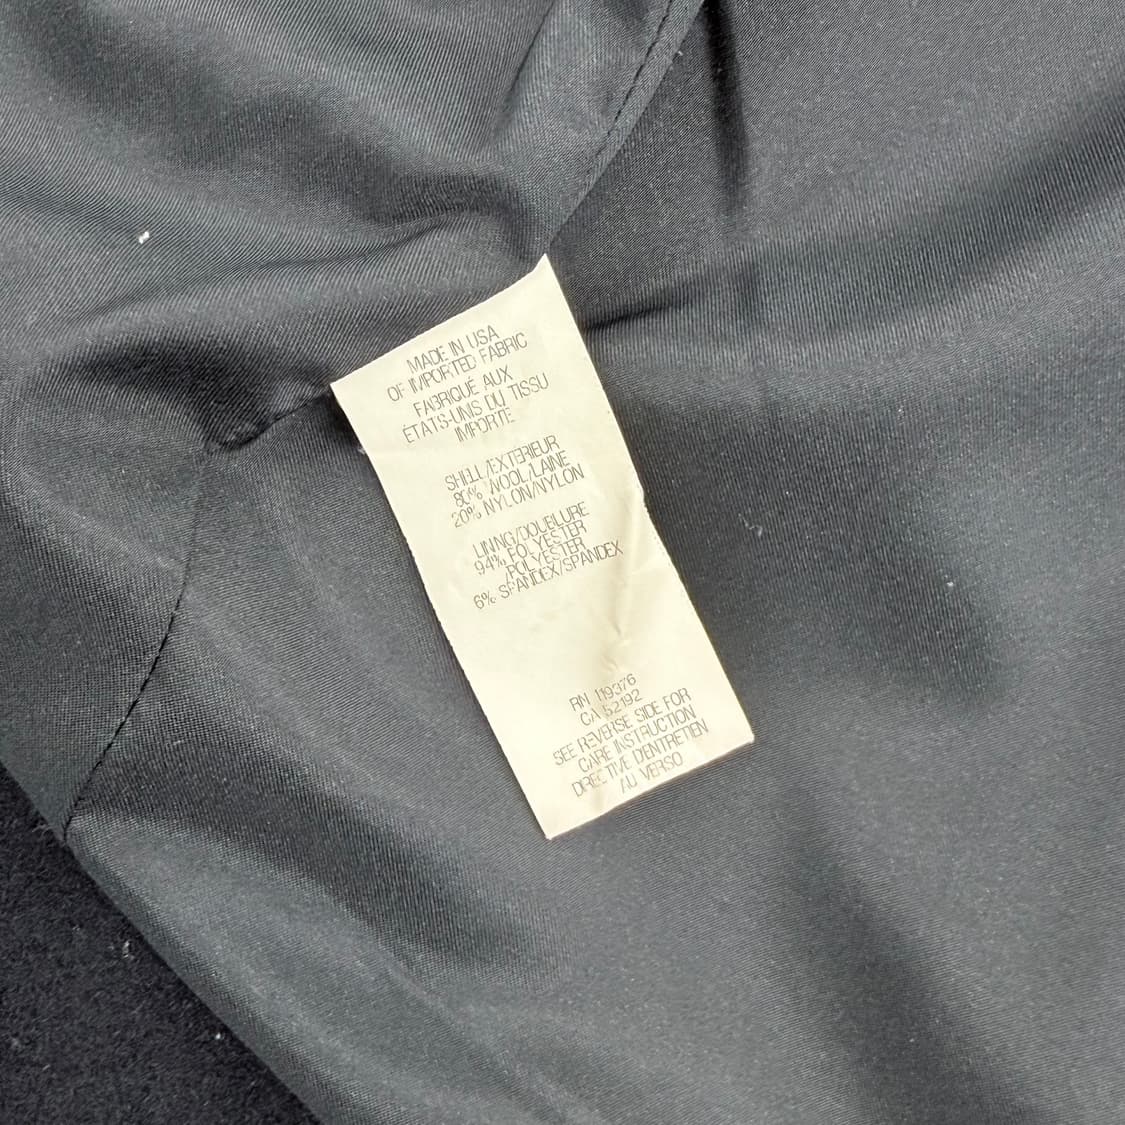 MADE IN USA
OF IMPORTED FABRIC
FABRIQUÉ AUX
ÉTATS-UNIS DU TISSU
IMPORTE
SHELL/EXTERIEUR
80% WOOL/LAINE
20% NYLON/NYLON
LINING/DOUBLURE
94% POLYESTER
/POLYESTER
6% SPANDEX/SPANDEX
RN 119376
CA 52192
SEE REVERSE SIDE FOR
CARE INSTRUCTION
DIRECTIVE D'ENTRETIEN
AU VERSO